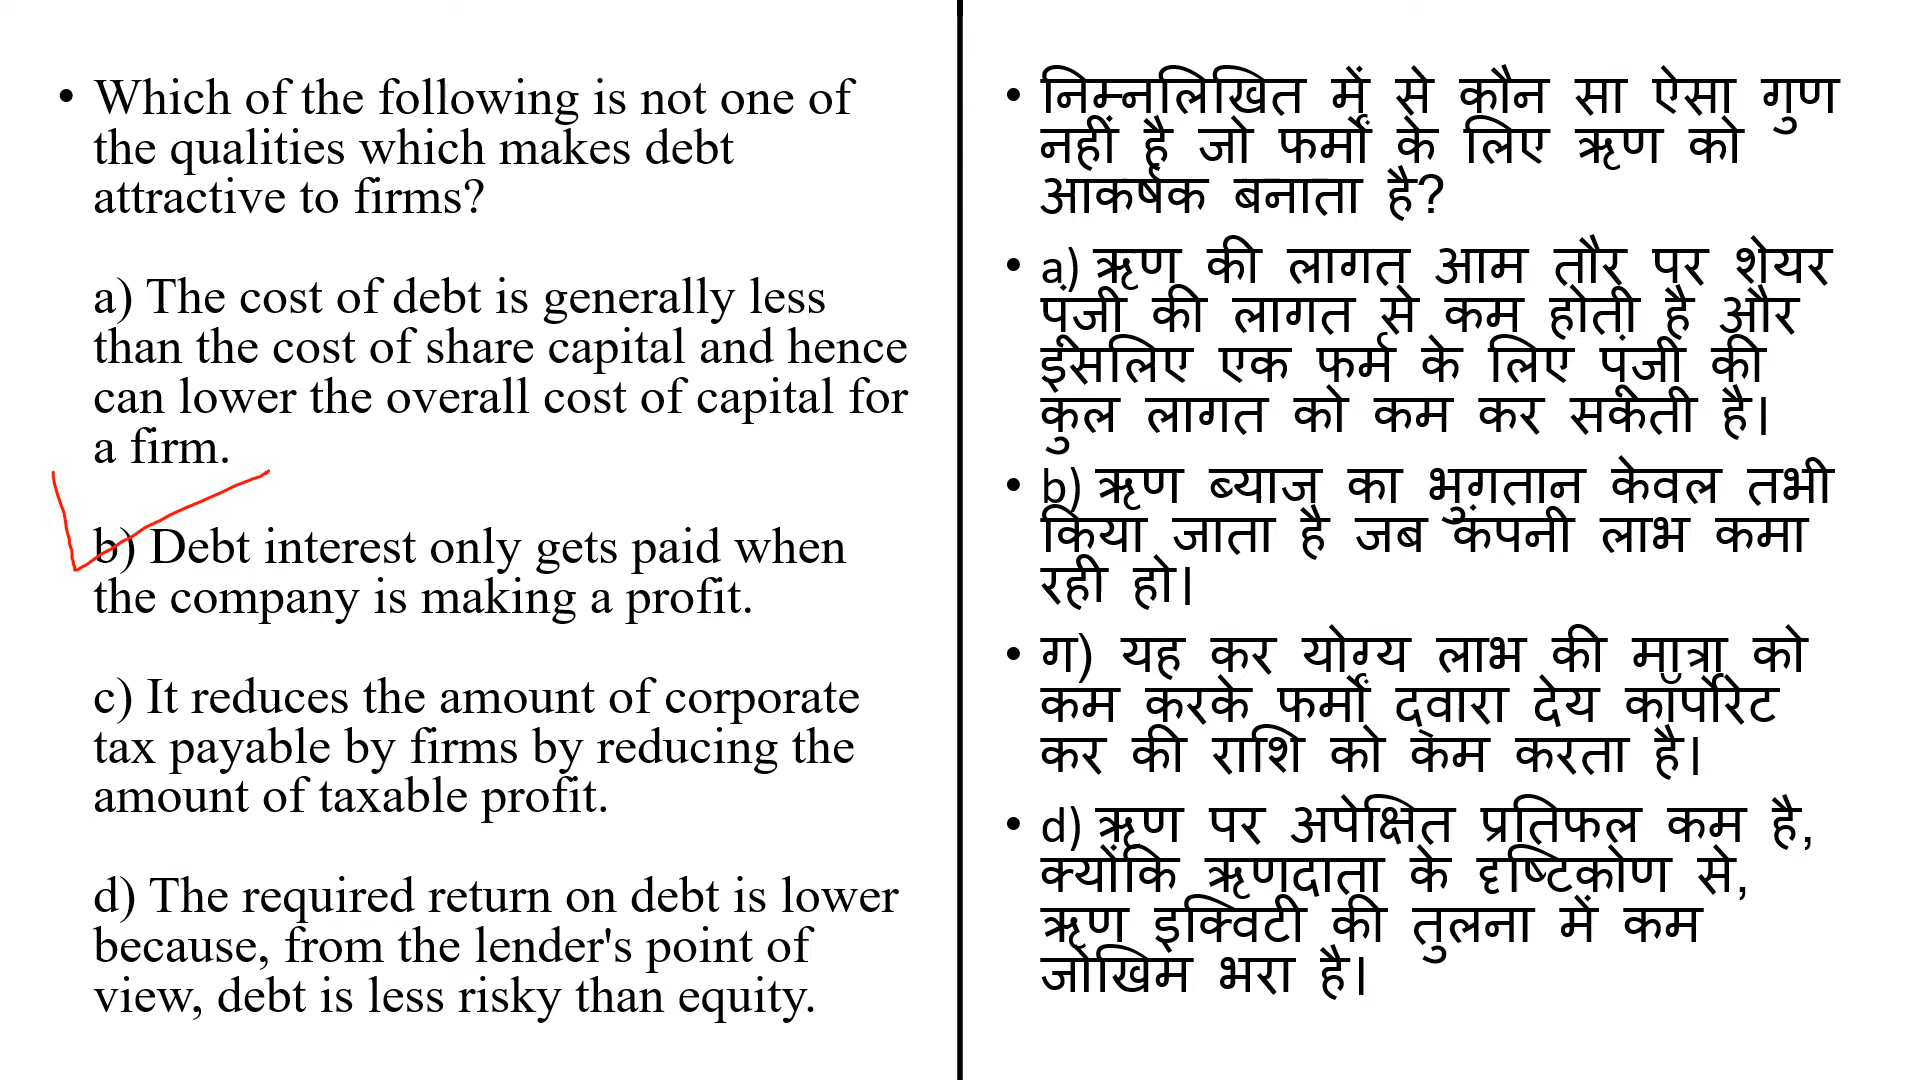 • Which of the following is not one of
the qualities which makes debt
attractive to firms?
a) The cost of debt is generally less
than the cost of share capital and hence
can lower the overall cost of capital for
a firm.
b) Debt interest only gets paid when
the company is making a profit.
c) It reduces the amount of corporate
tax payable by firms by reducing the
amount of taxable profit.
d) The required return on debt is lower
because, from the lender's point of
view, debt is less risky than equity.
• निम्नलिखित में से कौन सा ऐसा गुण
नहीं है जो फर्मों के लिए ऋण को
आकर्षक बनाता है?
• a) ऋण की लागत आम तौर पर शेयर
पूंजी की लागत से कम होती है और
इसलिए एक फर्म के लिए पूंजी की
कुल लागत को कम कर सकती है।
• b) ऋण ब्याज का भुगतान केवल तभी
किया जाता है जब कंपनी लाभ कमा
रही हो।
• ग) यह कर योग्य लाभ की मात्रा को
कम करके फर्मों द्वारा देय कॉर्पोरेट
कर की राशि को कम करता है।
• d) ऋण पर अपेक्षित प्रतिफल कम है,
क्योंकि ऋणदाता के दृष्टिकोण से,
ऋण इक्विटी की तुलना में कम
जोखिम भरा है।